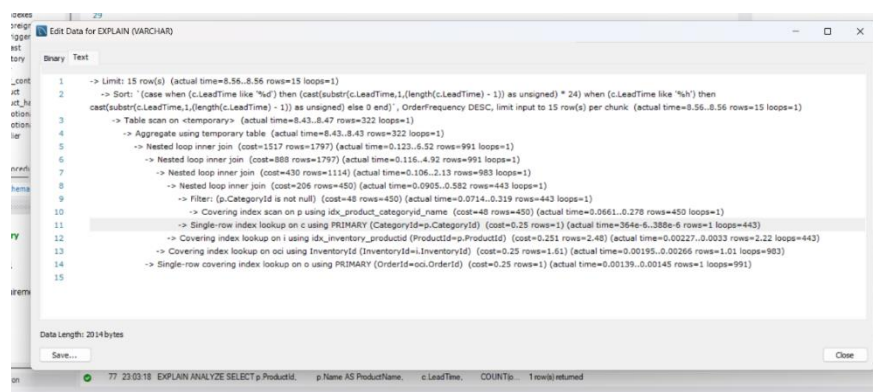 29
Edit Data for EXPLAIN (VARCHAR)
Binary Text
1 -> Limit: 15 row(s) (actual time=8.56..8.56 rows=15 loops=1)
2 -> Sort: `(case when (c.LeadTime like '%d') then (cast(substr(c.LeadTime,1,(length(c.LeadTime) - 1)) as unsigned) * 24) when (c.LeadTime like '%h') then
cast(substr(c.LeadTime,1,(length(c.LeadTime) - 1)) as unsigned) else 0 end)`, OrderFrequency DESC, limit input to 15 row(s) per chunk (actual time=8.56..8.56 rows=15 loops=1)
3 -> Table scan on <temporary> (actual time=8.43..8.47 rows=322 loops=1)
4 -> Aggregate using temporary table (actual time=8.43..8.43 rows=322 loops=1)
5 -> Nested loop inner join (cost=1517 rows=1797) (actual time=0.123..6.52 rows=991 loops=1)
6 -> Nested loop inner join (cost=888 rows=1797) (actual time=0.116..4.92 rows=991 loops=1)
7 -> Nested loop inner join (cost=430 rows=1114) (actual time=0.106..2.13 rows=983 loops=1)
8 -> Nested loop inner join (cost=206 rows=450) (actual time=0.0905..0.582 rows=443 loops=1)
9 -> Filter: (p.CategoryId is not null) (cost=48 rows=450) (actual time=0.0714..0.319 rows=443 loops=1)
10 -> Covering index scan on p using idx_product_categoryid_name (cost=48 rows=450) (actual time=0.0661..0.278 rows=450 loops=1)
11 -> Single-row index lookup on c using PRIMARY (CategoryId=p.CategoryId) (cost=0.25 rows=1) (actual time=364e-6..388e-6 rows=1 loops=443)
12 -> Covering index lookup on i using idx_inventory_productid (ProductId=p.ProductId) (cost=0.251 rows=2.48) (actual time=0.00227..0.0033 rows=2.22 loops=443)
13 -> Covering index lookup on oci using InventoryId (InventoryId=i.InventoryId) (cost=0.25 rows=1.61) (actual time=0.00195..0.00266 rows=1.01 loops=983)
14 -> Single-row covering index lookup on o using PRIMARY (OrderId=oci.OrderId) (cost=0.25 rows=1) (actual time=0.00139..0.00145 rows=1 loops=991)
15
Data Length: 2014 bytes
Save... Close
77 23:03:18 EXPLAIN ANALYZE SELECT p.ProductId, p.Name AS ProductName, c.LeadTime, COUNT(o... 1 row(s) returned